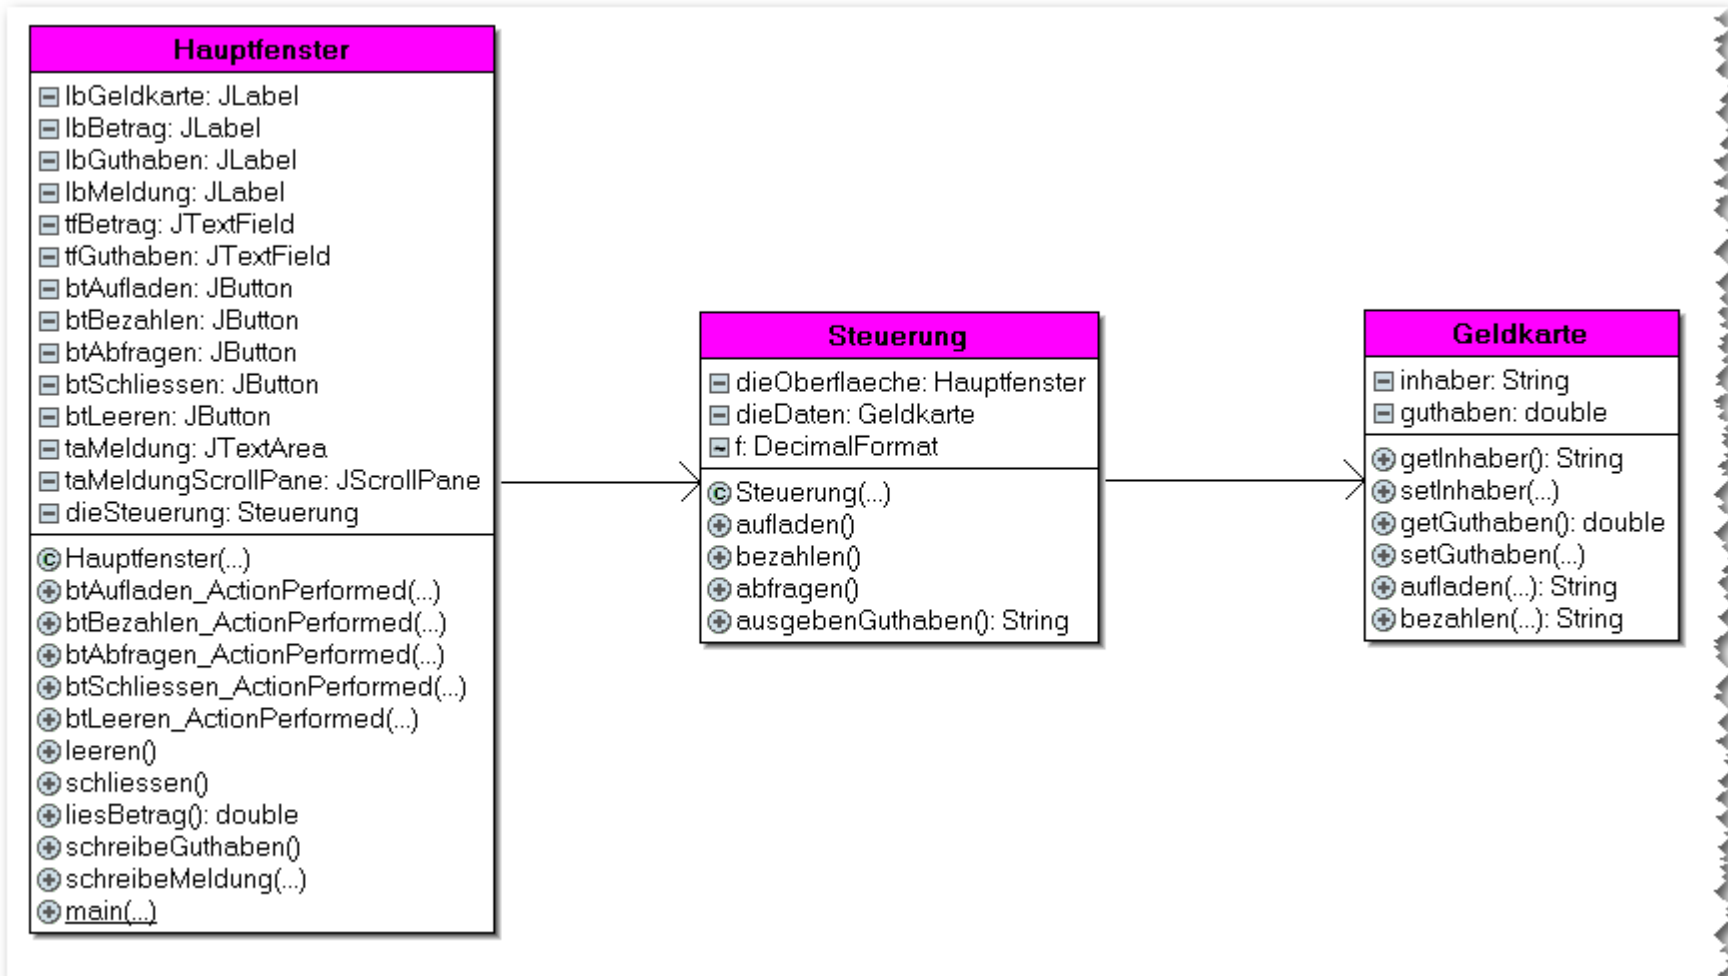 Hauptfenster
lbGeldkarte: JLabel
lbBetrag: JLabel
lbGuthaben: JLabel
lbMeldung: JLabel
tfBetrag: JTextField
tfGuthaben: JTextField
btAufladen: JButton
btBezahlen: JButton
btAbfragen: JButton
btSchliessen: JButton
btLeeren: JButton
taMeldung: JTextArea
taMeldungScrollPane: JScrollPane
dieSteuerung: Steuerung
Hauptfenster(...)
btAufladen_ActionPerformed(...)
btBezahlen_ActionPerformed(...)
btAbfragen_ActionPerformed(...)
btSchliessen_ActionPerformed(...)
btLeeren_ActionPerformed(...)
leeren()
schliessen()
liesBetrag(): double
schreibeGuthaben()
schreibeMeldung(...)
main(...)
Steuerung
dieOberflaeche: Hauptfenster
dieDaten: Geldkarte
f: DecimalFormat
Steuerung(...)
aufladen()
bezahlen()
abfragen()
ausgebenGuthaben(): String
Geldkarte
inhaber: String
guthaben: double
getInhaber(): String
setInhaber(...)
getGuthaben(): double
setGuthaben(...)
aufladen(...): String
bezahlen(...): String